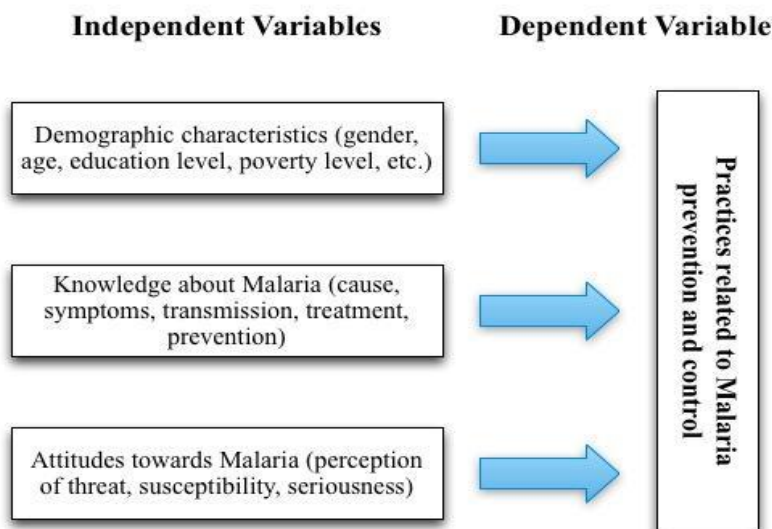 Independent Variables
Dependent Variable
Demographic characteristics (gender,
age, education level, poverty level, etc.)
Knowledge about Malaria (cause,
symptoms, transmission, treatment,
prevention)
Attitudes towards Malaria (perception
of threat, susceptibility, seriousness)
Practices related to Malaria
prevention and control